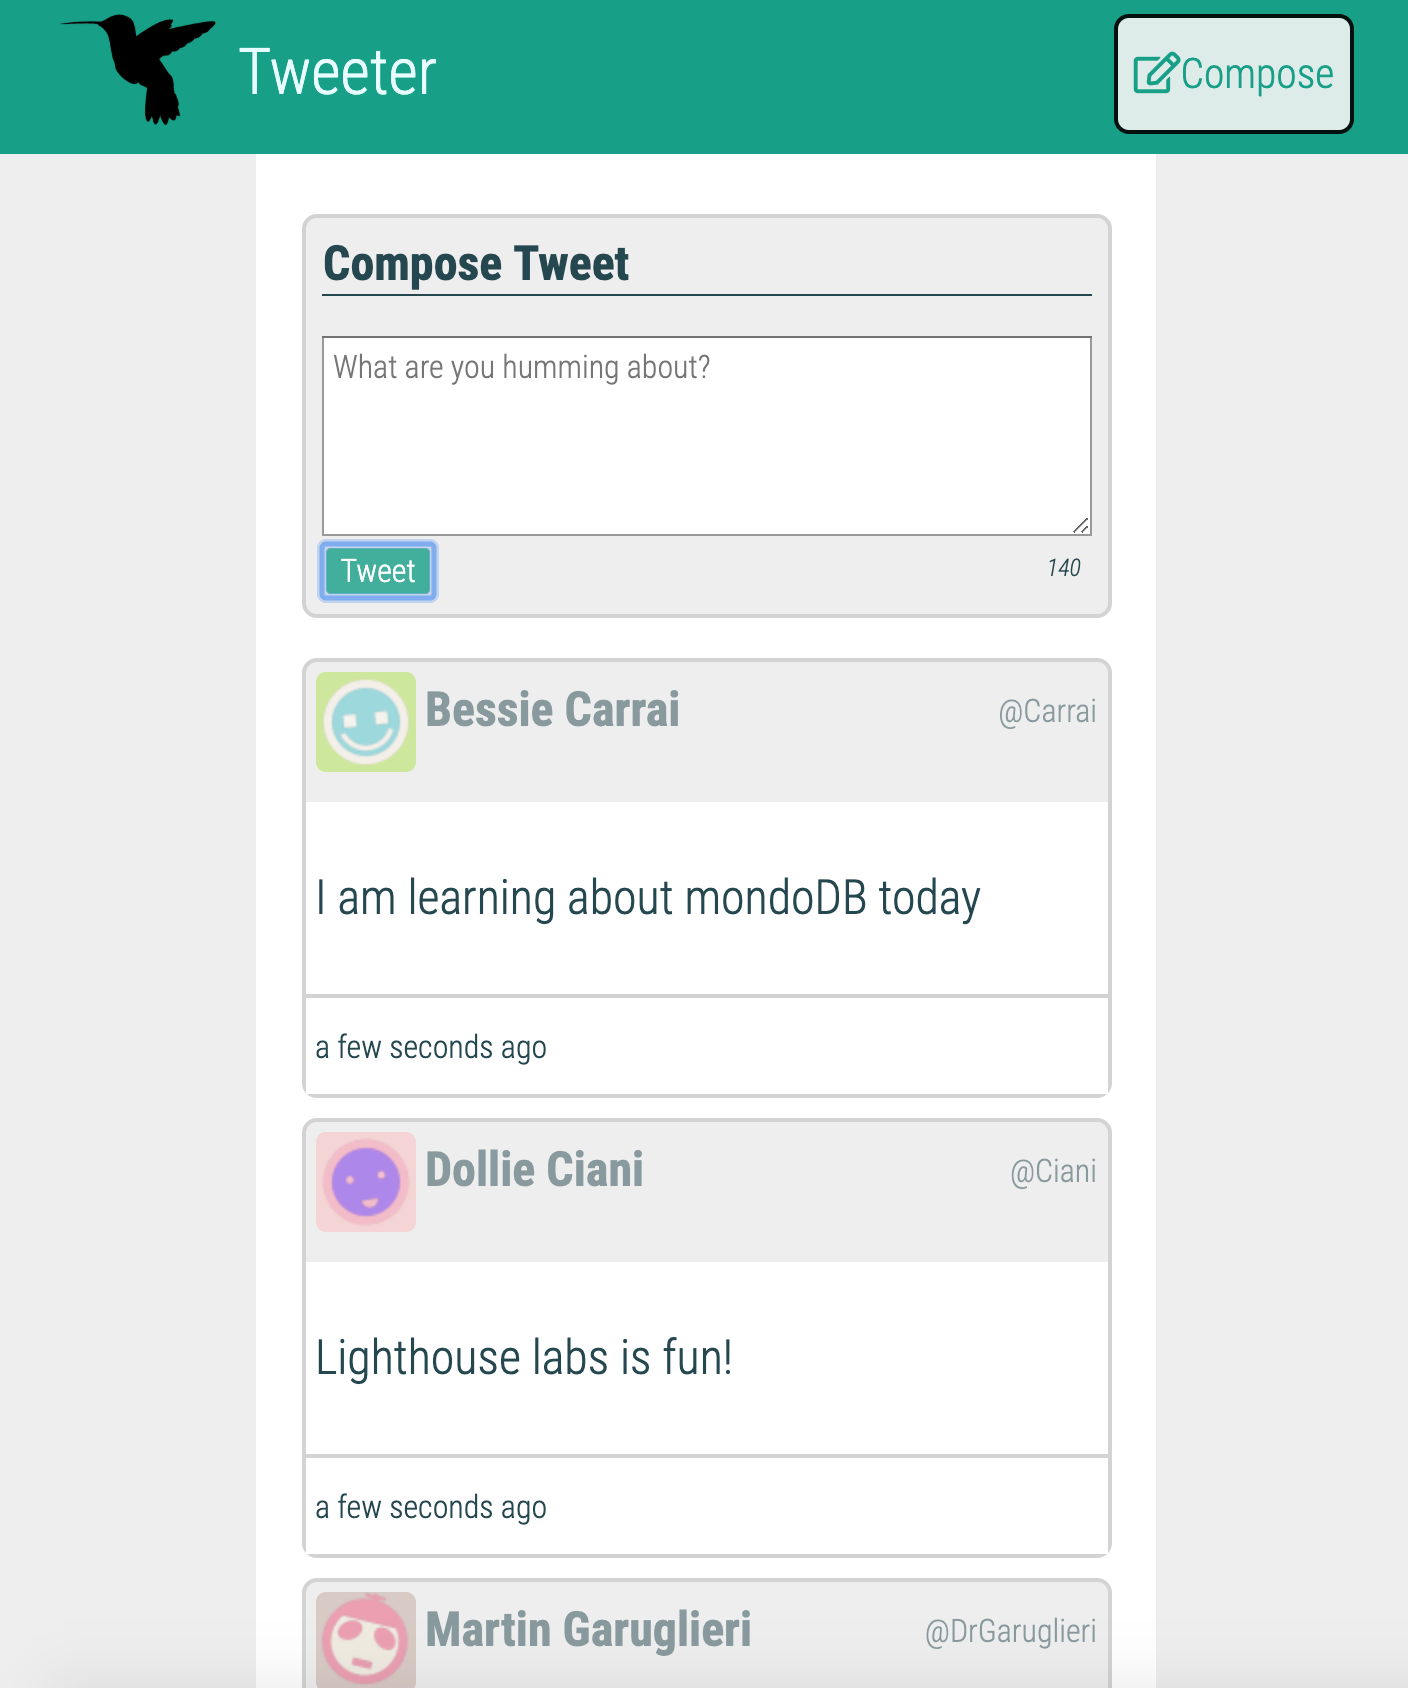 Tweeter
Compose
Compose Tweet
What are you humming about?
Tweet
140
Bessie Carrai
@Carrai
I am learning about mondoDB today
a few seconds ago
Dollie Ciani
@Ciani
Lighthouse labs is fun!
a few seconds ago
Martin Garuglieri
@DrGaruglieri